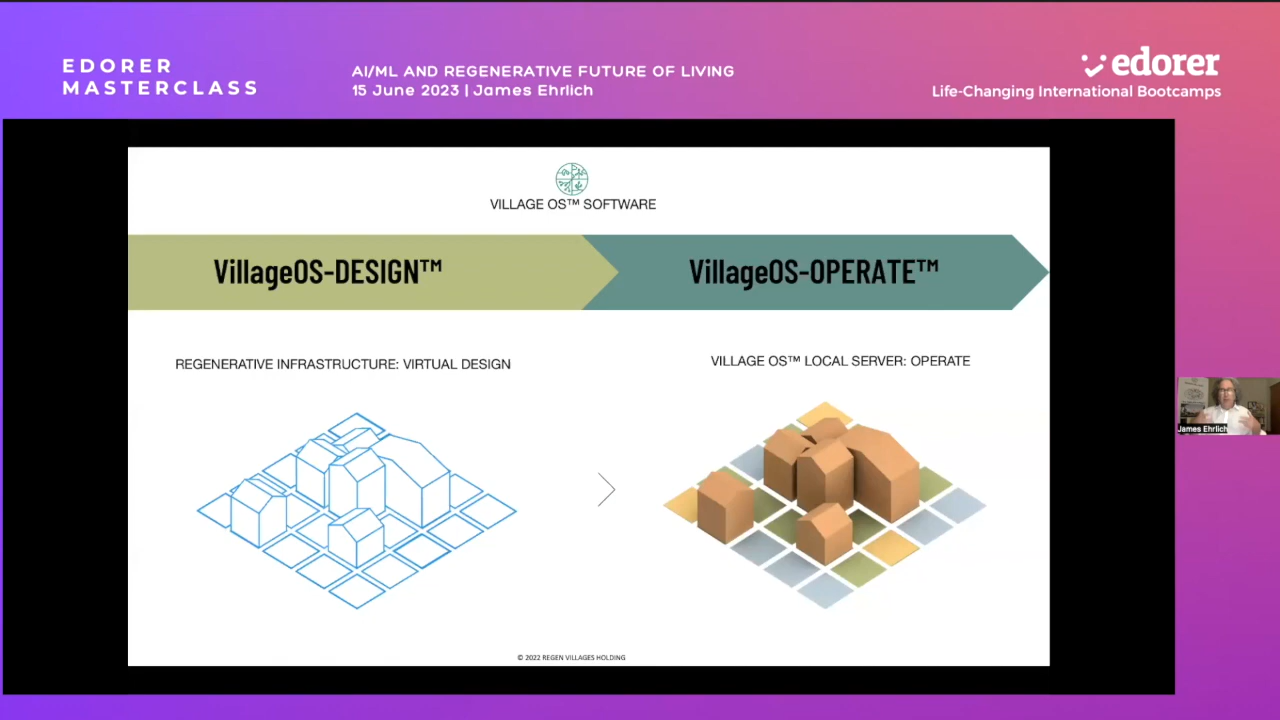 EDORER
MASTERCLASS
AI/ML AND REGENERATIVE FUTURE OF LIVING
15 June 2023 | James Ehrlich
edorer
Life-Changing International Bootcamps
VILLAGE OS™ SOFTWARE
VillageOS-DESIGN™
VillageOS-OPERATE™
REGENERATIVE INFRASTRUCTURE: VIRTUAL DESIGN
VILLAGE OS™ LOCAL SERVER: OPERATE
James Ehrlich
© 2022 REGEN VILLAGES HOLDING